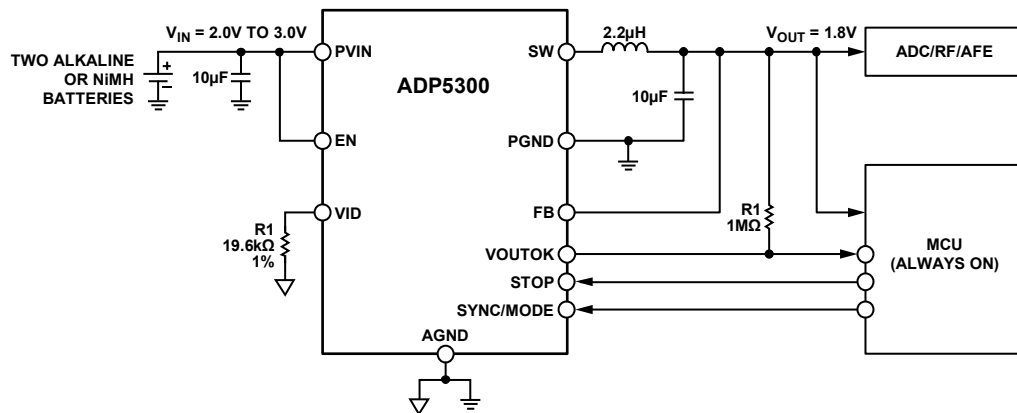 V_IN = 2.0V TO 3.0V
TWO ALKALINE
OR NiMH
BATTERIES
+
–
10µF
PVIN
EN
VID
R1
19.6kΩ
1%
ADP5300
AGND
SW
PGND
FB
VOUTOK
STOP
SYNC/MODE
2.2µH
10µF
V_OUT = 1.8V
R1
1MΩ
ADC/RF/AFE
MCU
(ALWAYS ON)